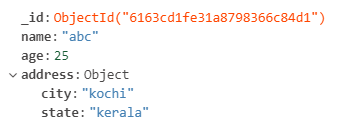 _id: ObjectId("6163cd1fe31a8798366c84d1")
name: "abc"
age: 25
address: Object
city: "kochi"
state: "kerala"